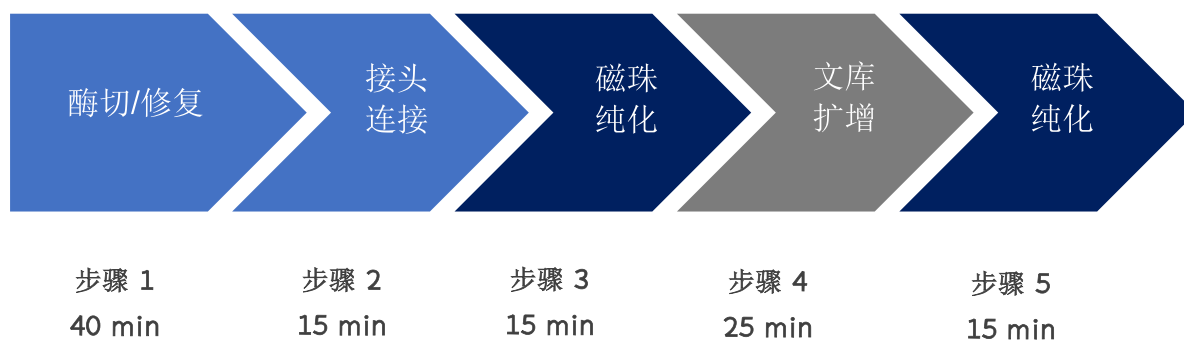 酶切/修复
接头
连接
磁珠
纯化
文库
扩增
磁珠
纯化
步骤 1
40 min
步骤 2
15 min
步骤 3
15 min
步骤 4
25 min
步骤 5
15 min